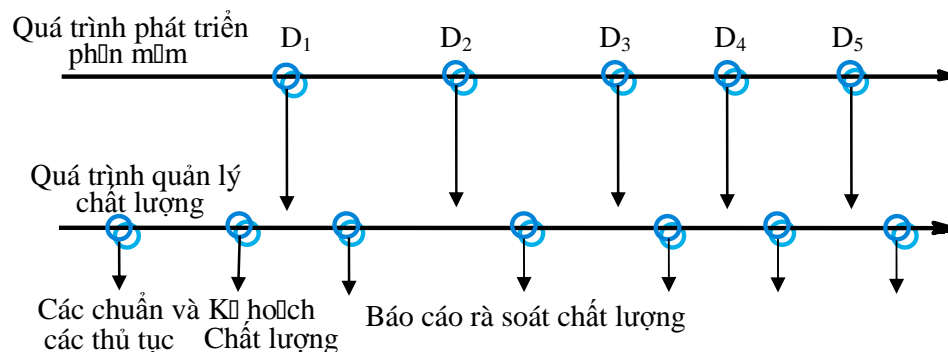 Quá trình phát triển
D1 D2 D3 D4 D5
Quá trình quản lý
chất lượng
Các chuẩn và
các thủ tục
Chất lượng
Báo cáo rà soát chất lượng